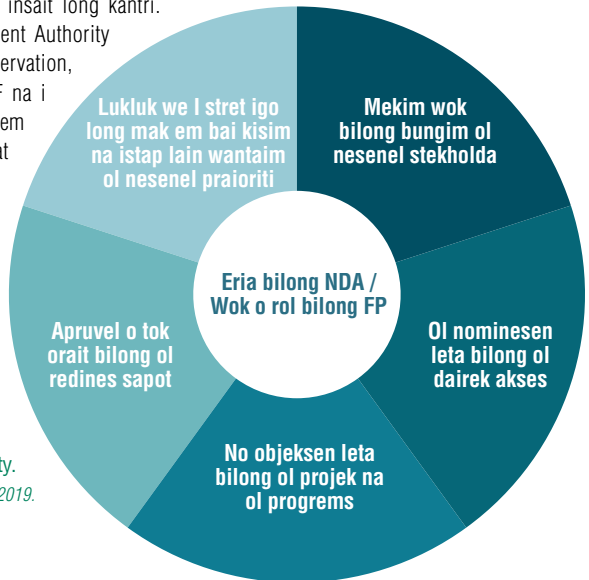 insait long kantri.
ent Authority
ervation,
na i
em
at
Lukluk we I stret igo
long mak em bai kisim
na istap lain wantaim
ol nesenel praioriti
Mekim wok
bilong bungim ol
nesenel stekholda
Eria bilong NDA /
Wok o rol bilong FP
Apruvel o tok
orait bilong ol
redines sapot
Ol nominesen
leta bilong ol
dairek akses
No objeksen leta
bilong ol projek na
ol progrems
ty.
2019.